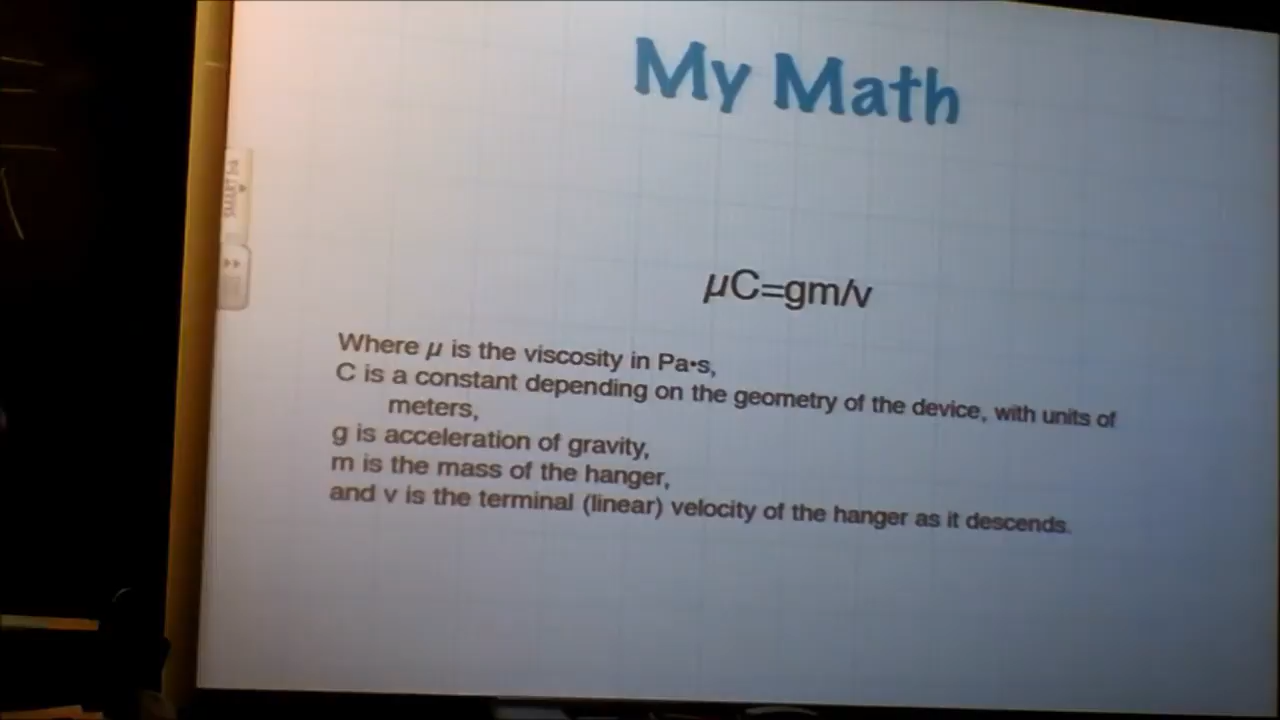 My Math
µC=gm/v
Where µ is the viscosity in Pa•s,
C is a constant depending on the geometry of the device, with units of
meters,
g is acceleration of gravity,
m is the mass of the hanger,
and v is the terminal (linear) velocity of the hanger as it descends.